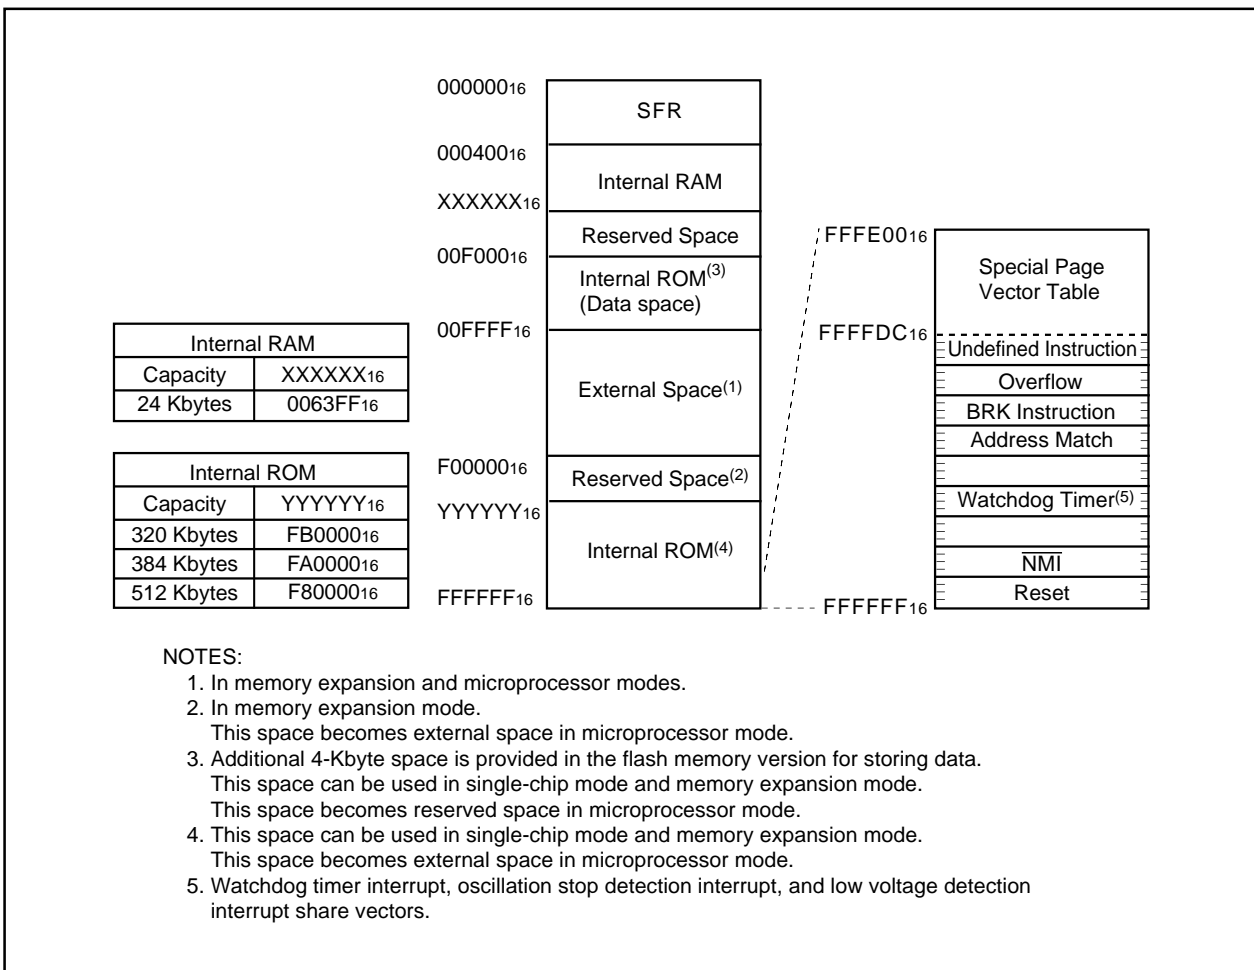 00000016
SFR
00040016
Internal RAM
XXXXXX16
Reserved Space
00F00016
Internal ROM(3)
(Data space)
00FFFF16
External Space(1)
F0000016
Reserved Space(2)
YYYYYY16
Internal ROM(4)
FFFFFF16
FFFE0016
Special Page
Vector Table
FFFFDC16
Undefined Instruction
Overflow
BRK Instruction
Address Match
Watchdog Timer(5)
NMI
Reset
FFFFFF16
Internal RAM
Capacity XXXXXX16
24 Kbytes 0063FF16
Internal ROM
Capacity YYYYYY16
320 Kbytes FB000016
384 Kbytes FA000016
512 Kbytes F8000016
NOTES:
1. In memory expansion and microprocessor modes.
2. In memory expansion mode.
This space becomes external space in microprocessor mode.
3. Additional 4-Kbyte space is provided in the flash memory version for storing data.
This space can be used in single-chip mode and memory expansion mode.
This space becomes reserved space in microprocessor mode.
4. This space can be used in single-chip mode and memory expansion mode.
This space becomes external space in microprocessor mode.
5. Watchdog timer interrupt, oscillation stop detection interrupt, and low voltage detection
interrupt share vectors.